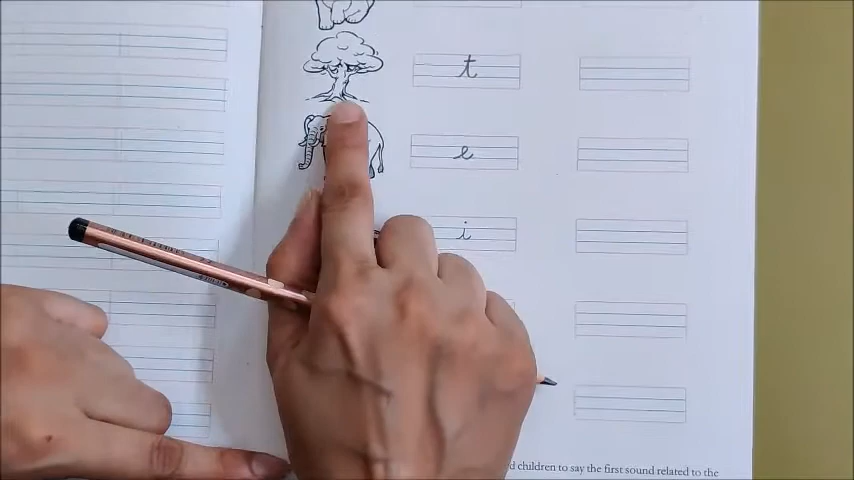 t
e
i
d children to say the first sound related to the